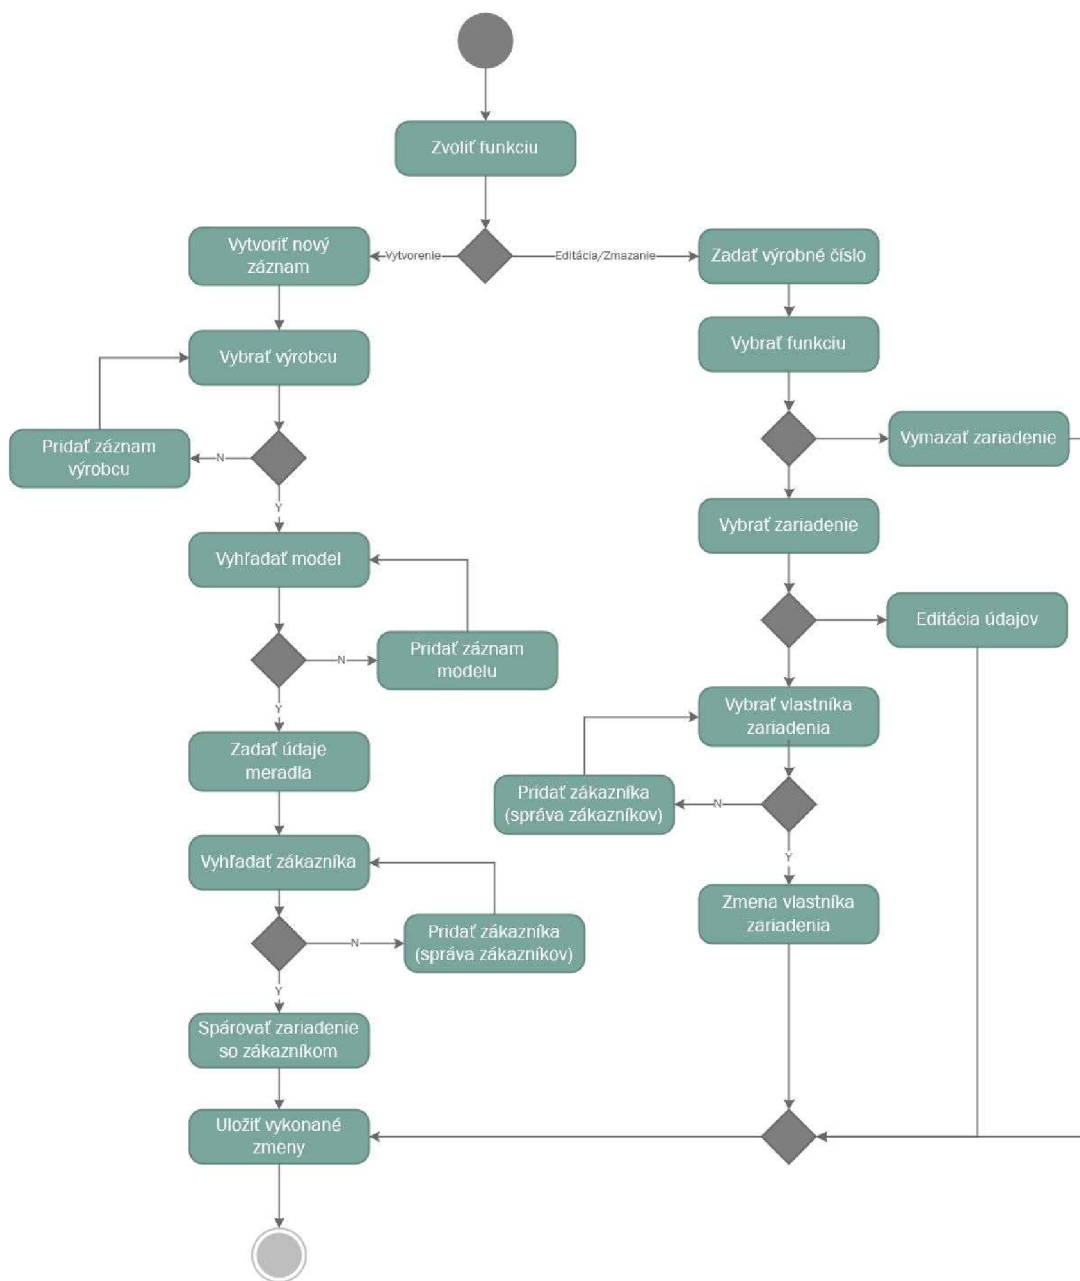 Zvoliť funkciu
Vytvorenie
Editácia/Zmazanie
Vytvoriť nový
záznam
Zadať výrobné číslo
Vybrať výrobcu
Vybrať funkciu
Pridať záznam
výrobcu
N
Vymazať zariadenie
Y
Vybrať zariadenie
Vyhľadať model
Editácia údajov
N
Pridať záznam
modelu
Y
Vybrať vlastníka
zariadenia
Zadať údaje
meradla
Pridať zákazníka
(správa zákazníkov)
N
Vyhľadať zákazníka
Y
Zmena vlastníka
zariadenia
N
Pridať zákazníka
(správa zákazníkov)
Y
Spárovať zariadenie
so zákazníkom
Uložiť vykonané
zmeny